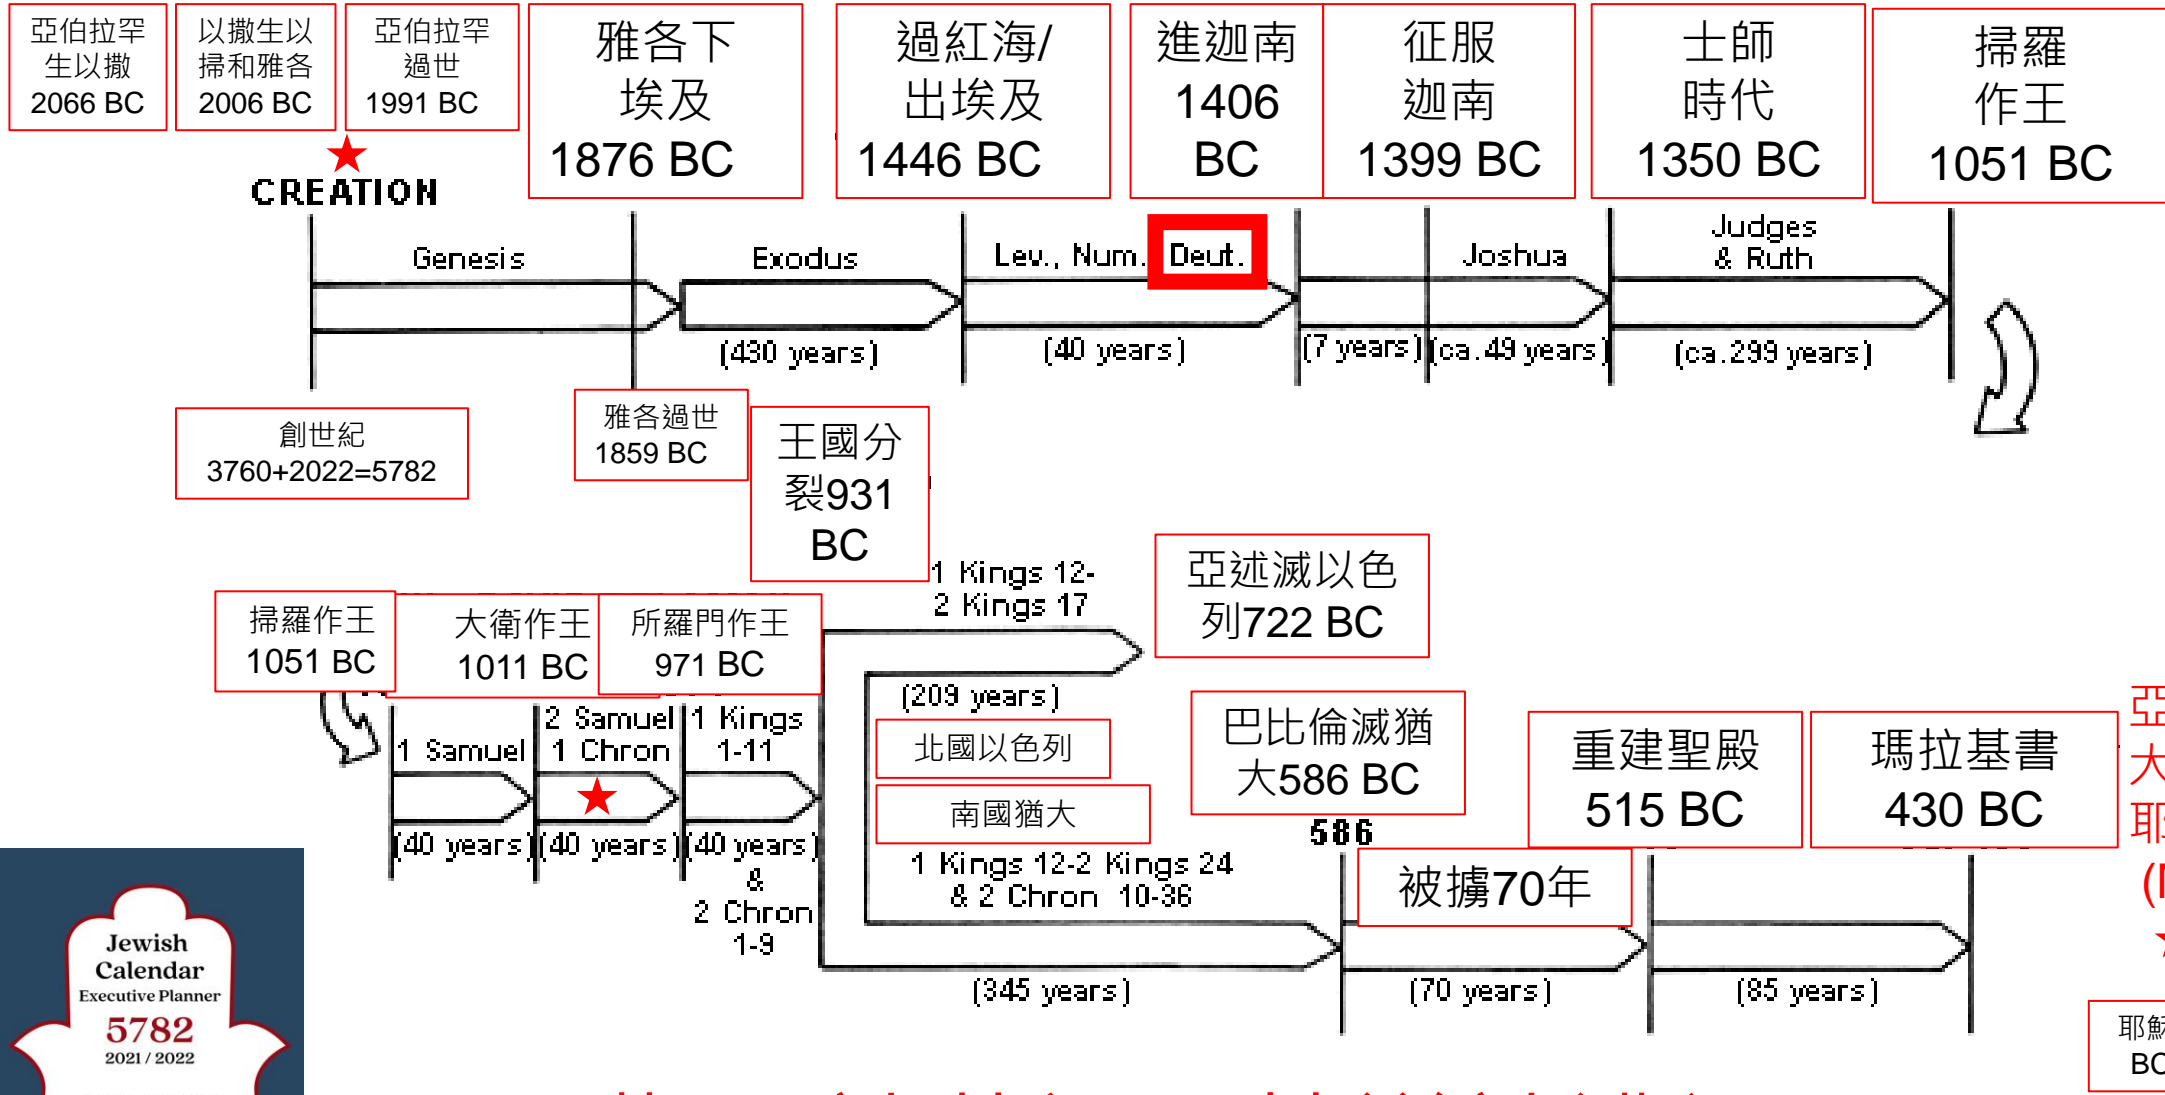 亞伯拉罕
生以撒
2066 BC
以撒生以
掃和雅各
2006 BC
亞伯拉罕
過世
1991 BC
雅各下
埃及
1876 BC
過紅海/
出埃及
1446 BC
進迦南
1406
BC
征服
迦南
1399 BC
士師
時代
1350 BC
掃羅
作王
1051 BC
CREATION
Genesis
Exodus
Lev., Num.
Deut.
Joshua
Judges
& Ruth
(430 years)
(40 years)
(7 years)
(ca.49 years)
(ca.299 years)
創世紀
3760+2022=5782
雅各過世
1859 BC
王國分
裂931
BC
1 Kings 12-
2 Kings 17
亞述滅以色
列722 BC
掃羅作王
1051 BC
大衛作王
1011 BC
所羅門作王
971 BC
(209 years)
1 Samuel
2 Samuel
1 Chron
1 Kings
1-11
北國以色列
南國猶大
巴比倫滅猶
大586 BC
586
重建聖殿
515 BC
瑪拉基書
430 BC
(40 years)
(40 years)
(40 years)
&
2 Chron
1-9
1 Kings 12-2 Kings 24
& 2 Chron 10-36
被擄70年
(345 years)
(70 years)
(85 years)
Jewish
Calendar
Executive Planner
5782
2021 / 2022